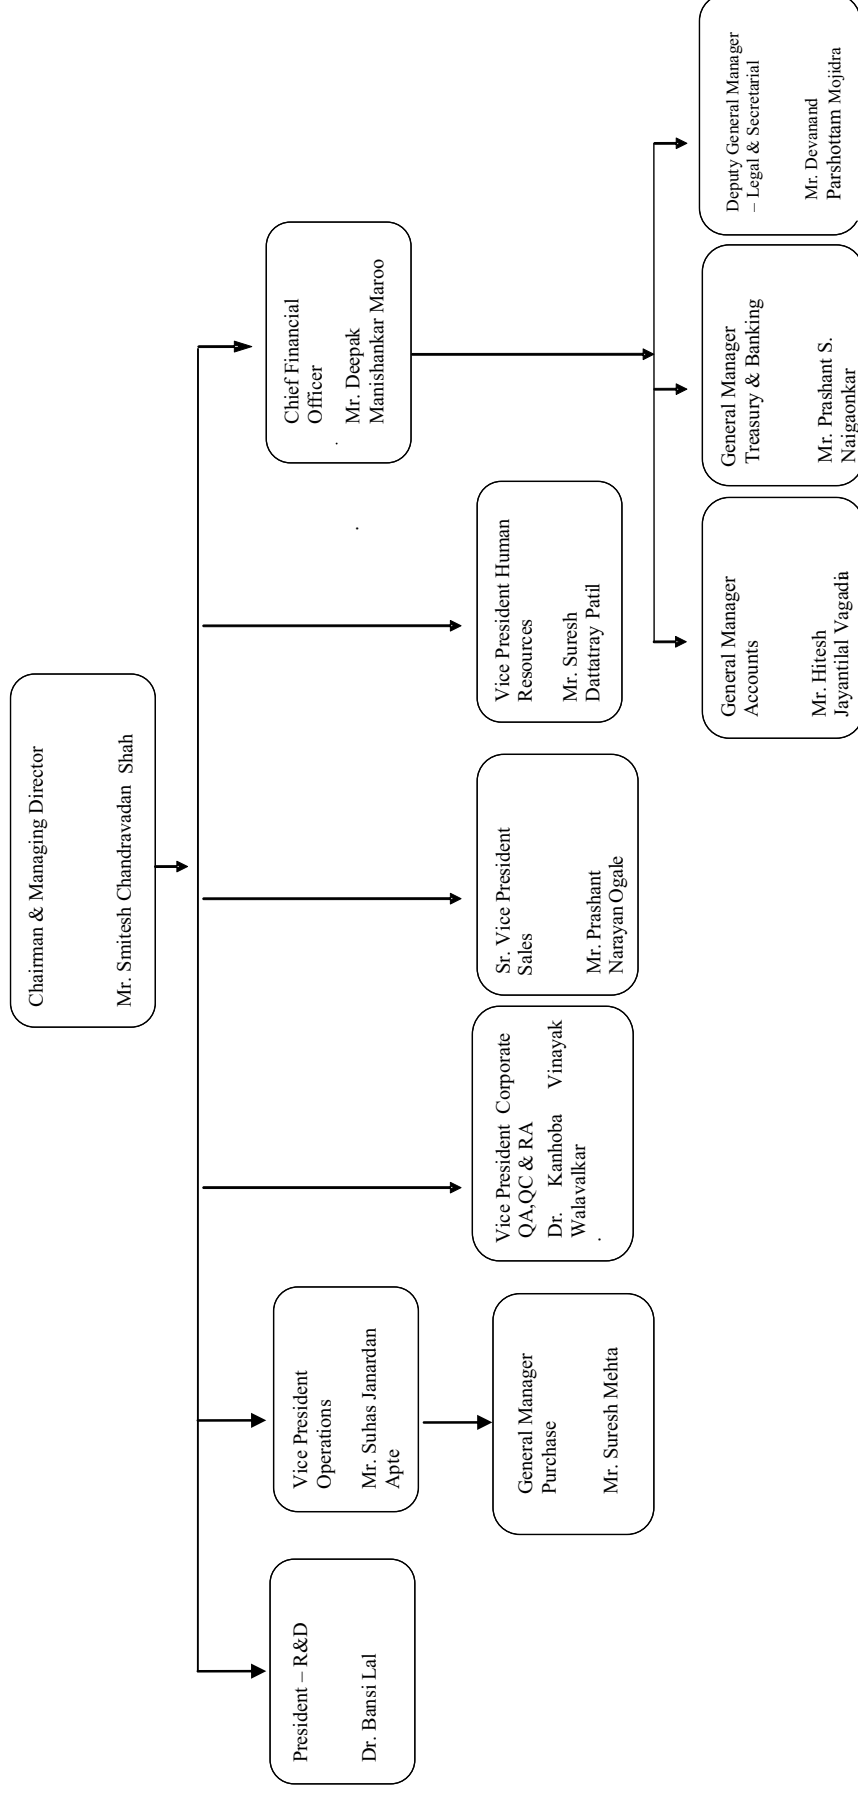 Chairman & Managing Director
Mr. Smitesh Chandravadan Shah
President – R&D
Dr. Bansi Lal
Vice President
Operations
Mr. Suhas Janardan
Apte
General Manager
Purchase
Mr. Suresh Mehta
Vice President Corporate
QA,QC & RA
Dr. Kanhoba Vinayak
Walavalkar
.
Sr. Vice President
Sales
Mr. Prashant
Narayan Ogale
Vice President Human
Resources
Mr. Suresh
Dattatray Patil
Chief Financial
Officer
Mr. Deepak
Manishankar Maroo
General Manager
Accounts
Mr. Hitesh
Jayantilal Vagadia
General Manager
Treasury & Banking
Mr. Prashant S.
Naigaonkar
Deputy General Manager
– Legal & Secretarial
Mr. Devanand
Parshottam Mojidra